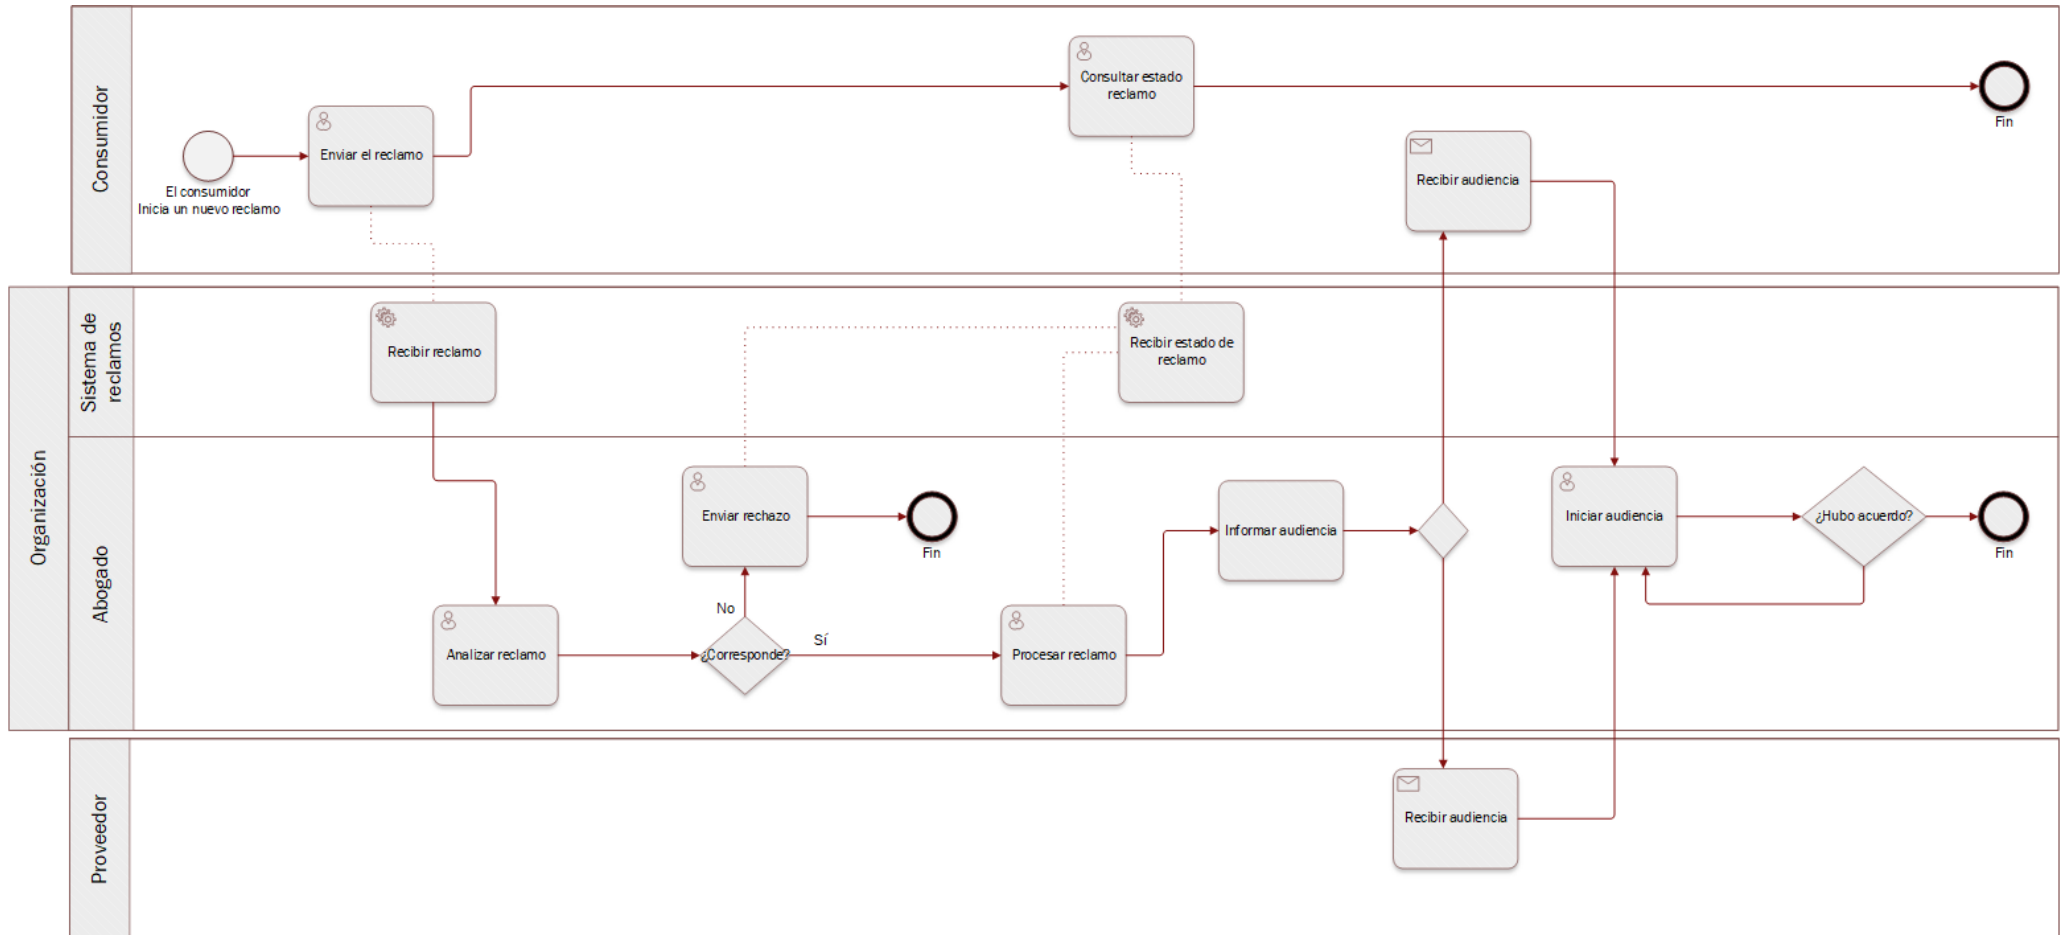 Consumidor
El consumidor
Inicia un nuevo reclamo
Enviar el reclamo
Consultar estado
reclamo
Recibir audiencia
Fin
Organización
Sistema de
reclamos
Recibir reclamo
Recibir estado de
reclamo
Abogado
Analizar reclamo
¿Corresponde?
No
Sí
Enviar rechazo
Fin
Procesar reclamo
Informar audiencia
Iniciar audiencia
¿Hubo acuerdo?
Fin
Proveedor
Recibir audiencia